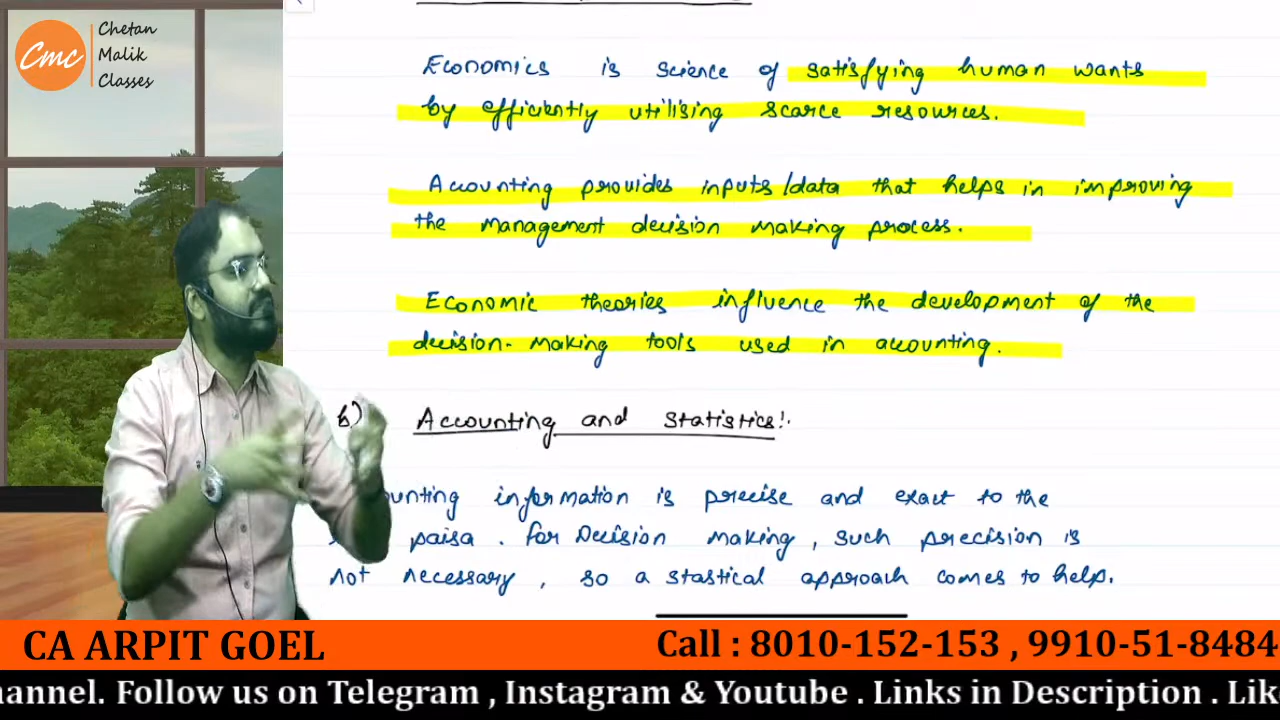 Chetan
Malik
Classes
cmc
Economics is science of satisfying human wants
by efficiently utilising scarce resources.
Accounting provides inputs/data that helps in improving
the management decision making process.
Economic theories influence the development of the
decision-making tools used in accounting.
b) Accounting and statistics:
unting information is precise and exact to the
paisa. For Decision making, such precision is
not necessary, so a stastical approach comes to help.
CA ARPIT GOEL
Call : 8010-152-153 , 9910-51-8484
hannel. Follow us on Telegram , Instagram & Youtube . Links in Description . Lik